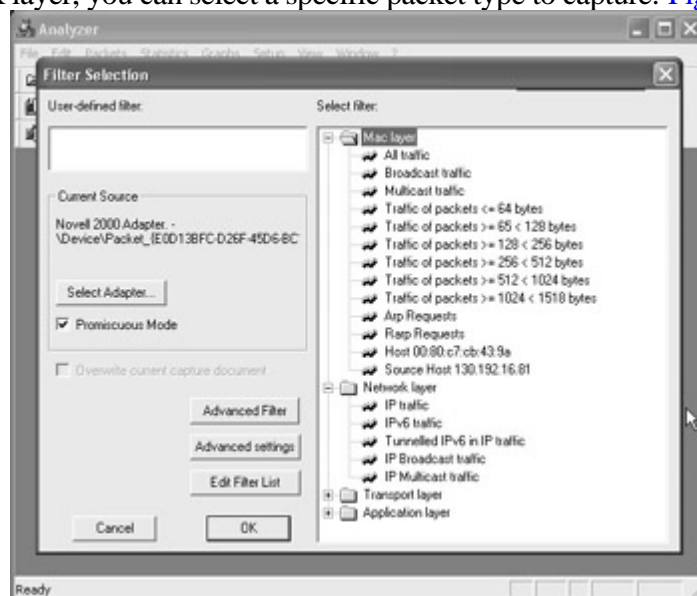 layer, you can select a specific packet type to capture.
Analyzer
File Edit Packets Statistics Graphs Setup View Window ?
Filter Selection
User-defined filter:
Current Source
Novell 2000 Adapter. -
\Device\Packet_{E0D13BFC-D26F-45D6-BC
Select Adapter...
Promiscuous Mode
Overwrite current capture document
Advanced Filter
Advanced settings
Edit Filter List
Cancel
OK
Select filter:
Mac layer
All traffic
Broadcast traffic
Multicast traffic
Traffic of packets <= 64 bytes
Traffic of packets >= 65 < 128 bytes
Traffic of packets >= 128 < 256 bytes
Traffic of packets >= 256 < 512 bytes
Traffic of packets >= 512 < 1024 bytes
Traffic of packets >= 1024 < 1518 bytes
Arp Requests
Rarp Requests
Host 00:80:c7:cb:43:9a
Source Host 130.192.16.81
Network layer
IP traffic
IPv6 traffic
Tunnelled IPv6 in IP traffic
IP Broadcast traffic
IP Multicast traffic
Transport layer
Application layer
Ready